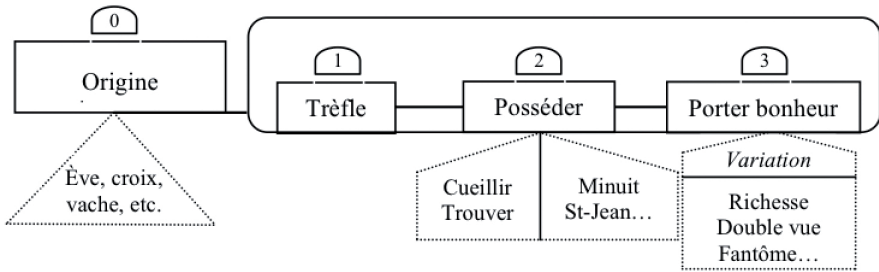 0
Origine
Ève, croix,
vache, etc.
1
Trèfle
2
Posséder
Cueillir
Trouver
Minuit
St-Jean…
3
Porter bonheur
Variation
Richesse
Double vue
Fantôme…